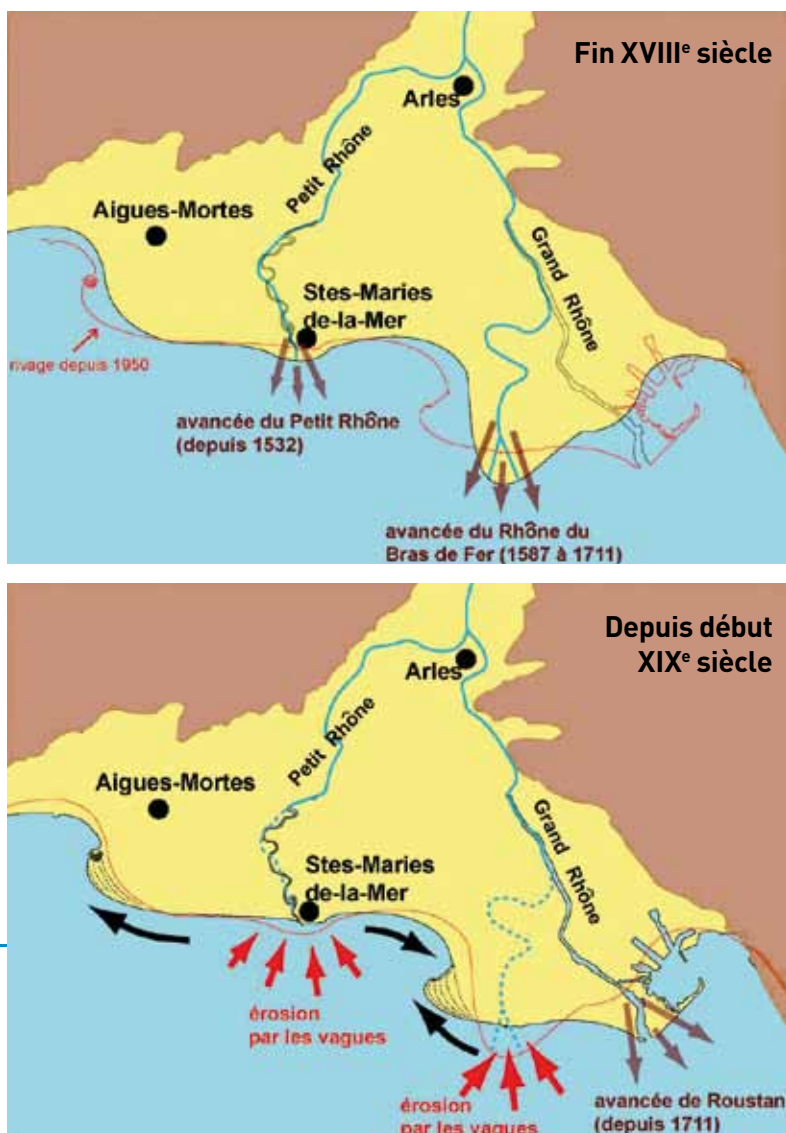 Fin XVIIIe siècle
Arles
Petit Rhône
Aigues-Mortes
Grand Rhône
Stes-Maries
de-la-Mer
rivage depuis 1950
avancée du Petit Rhône
(depuis 1532)
avancée du Rhône du
Bras de Fer (1587 à 1711)
Depuis début
XIXe siècle
Arles
Petit Rhône
Aigues-Mortes
Grand Rhône
Stes-Maries
de-la-Mer
érosion
par les vagues
érosion
par les vagues
avancée de Roustan
(depuis 1711)